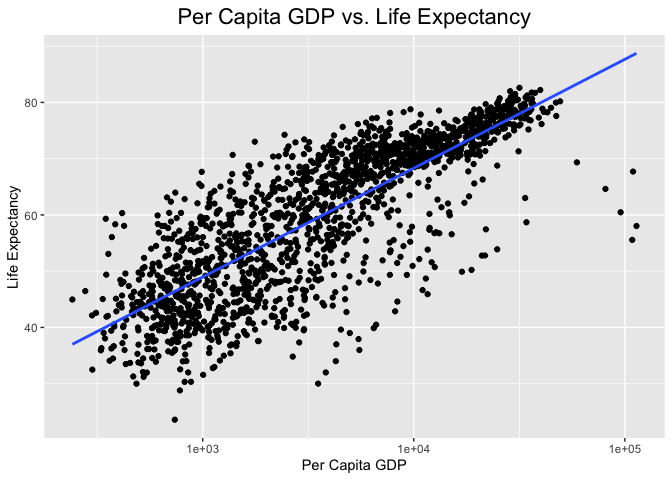 Per Capita GDP vs. Life Expectancy
80
60
40
Life Expectancy
1e+03
1e+04
1e+05
Per Capita GDP